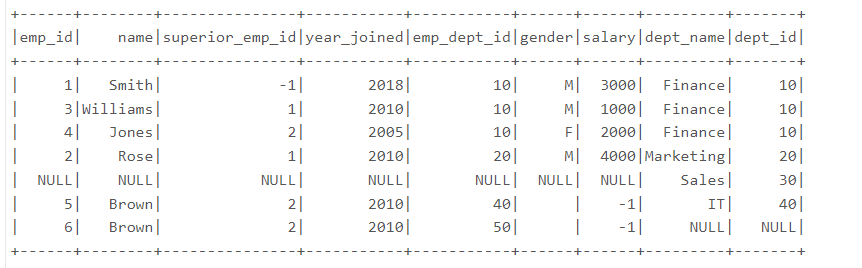 +------+--------+---------------+-----------+-----------+------+------+---------+-------+
|emp_id|    name|superior_emp_id|year_joined|emp_dept_id|gender|salary|dept_name|dept_id|
+------+--------+---------------+-----------+-----------+------+------+---------+-------+
|     1|   Smith|             -1|       2018|         10|     M|  3000|  Finance|     10|
|     3|Williams|              1|       2010|         10|     M|  1000|  Finance|     10|
|     4|   Jones|              2|       2005|         10|     F|  2000|  Finance|     10|
|     2|    Rose|              1|       2010|         20|     M|  4000|Marketing|     20|
|  NULL|    NULL|           NULL|       NULL|       NULL|  NULL|  NULL|    Sales|     30|
|     5|   Brown|              2|       2010|         40|      |    -1|       IT|     40|
|     6|   Brown|              2|       2010|         50|      |    -1|     NULL|   NULL|
+------+--------+---------------+-----------+-----------+------+------+---------+-------+